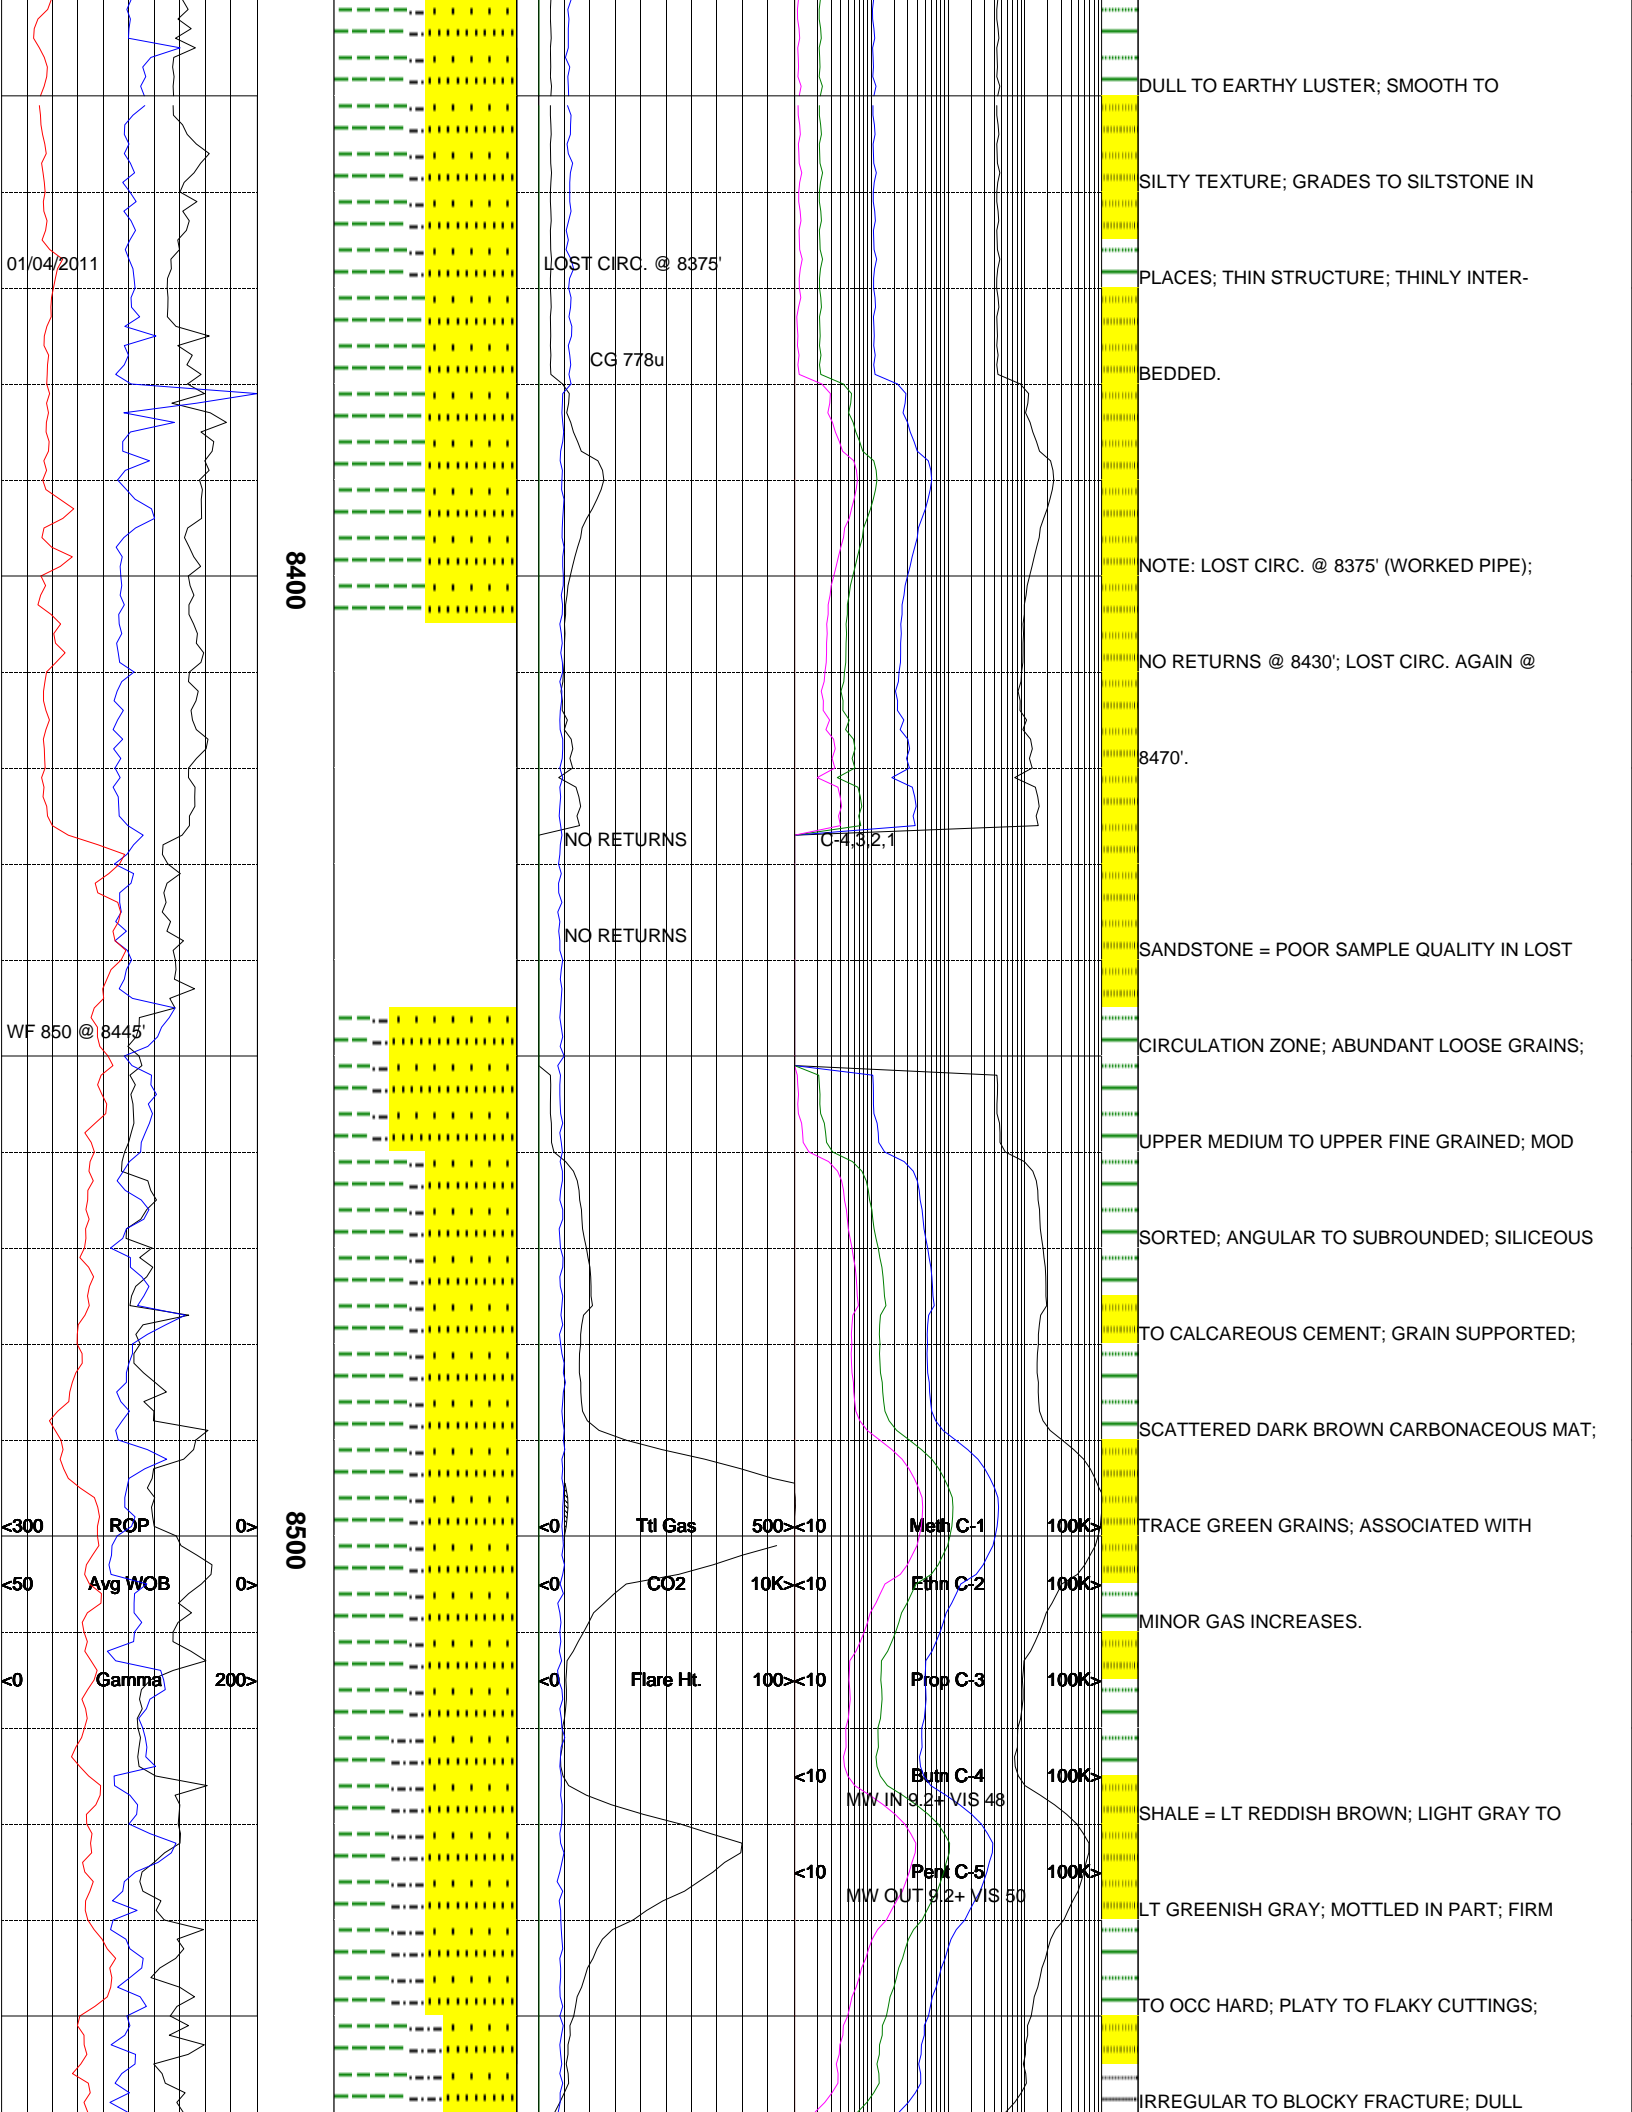 DULL TO EARTHY LUSTER; SMOOTH TO
SILTY TEXTURE; GRADES TO SILTSTONE IN
01/04/2011
LOST CIRC. @ 8375'
PLACES; THIN STRUCTURE; THINLY INTER-
CG 778u
BEDDED.
8400
NOTE: LOST CIRC. @ 8375' (WORKED PIPE);
NO RETURNS @ 8430'; LOST CIRC. AGAIN @
8470'.
NO RETURNS
C-4,3,2,1
NO RETURNS
SANDSTONE = POOR SAMPLE QUALITY IN LOST
WF 850 @ 8445'
CIRCULATION ZONE; ABUNDANT LOOSE GRAINS;
UPPER MEDIUM TO UPPER FINE GRAINED; MOD
SORTED; ANGULAR TO SUBROUNDED; SILICEOUS
TO CALCAREOUS CEMENT; GRAIN SUPPORTED;
SCATTERED DARK BROWN CARBONACEOUS MAT;
8500
<300 ROP 0>
<0 Ttl Gas 500>
<10 Meth C-1 100K>
TRACE GREEN GRAINS; ASSOCIATED WITH
<50 Avg WOB 0>
<0 CO2 10K>
<10 Ethn C-2 100K>
MINOR GAS INCREASES.
<0 Gamma 200>
<0 Flare Ht. 100>
<10 Prop C-3 100K>
<10 Butn C-4 100K>
MW IN 9.2+ VIS 48
SHALE = LT REDDISH BROWN; LIGHT GRAY TO
<10 Pent C-5 100K>
MW OUT 9.2+ VIS 50
LT GREENISH GRAY; MOTTLED IN PART; FIRM
TO OCC HARD; PLATY TO FLAKY CUTTINGS;
IRREGULAR TO BLOCKY FRACTURE; DULL